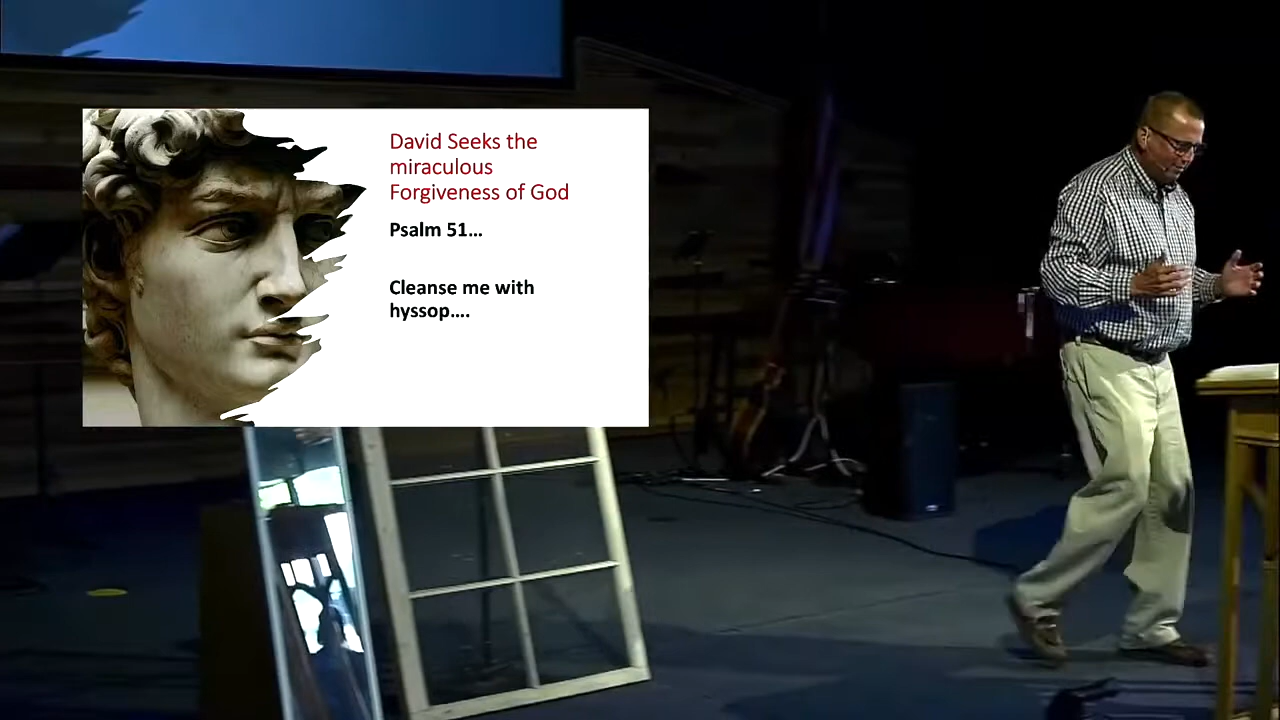 David Seeks the
miraculous
Forgiveness of God
Psalm 51...
Cleanse me with
hyssop....